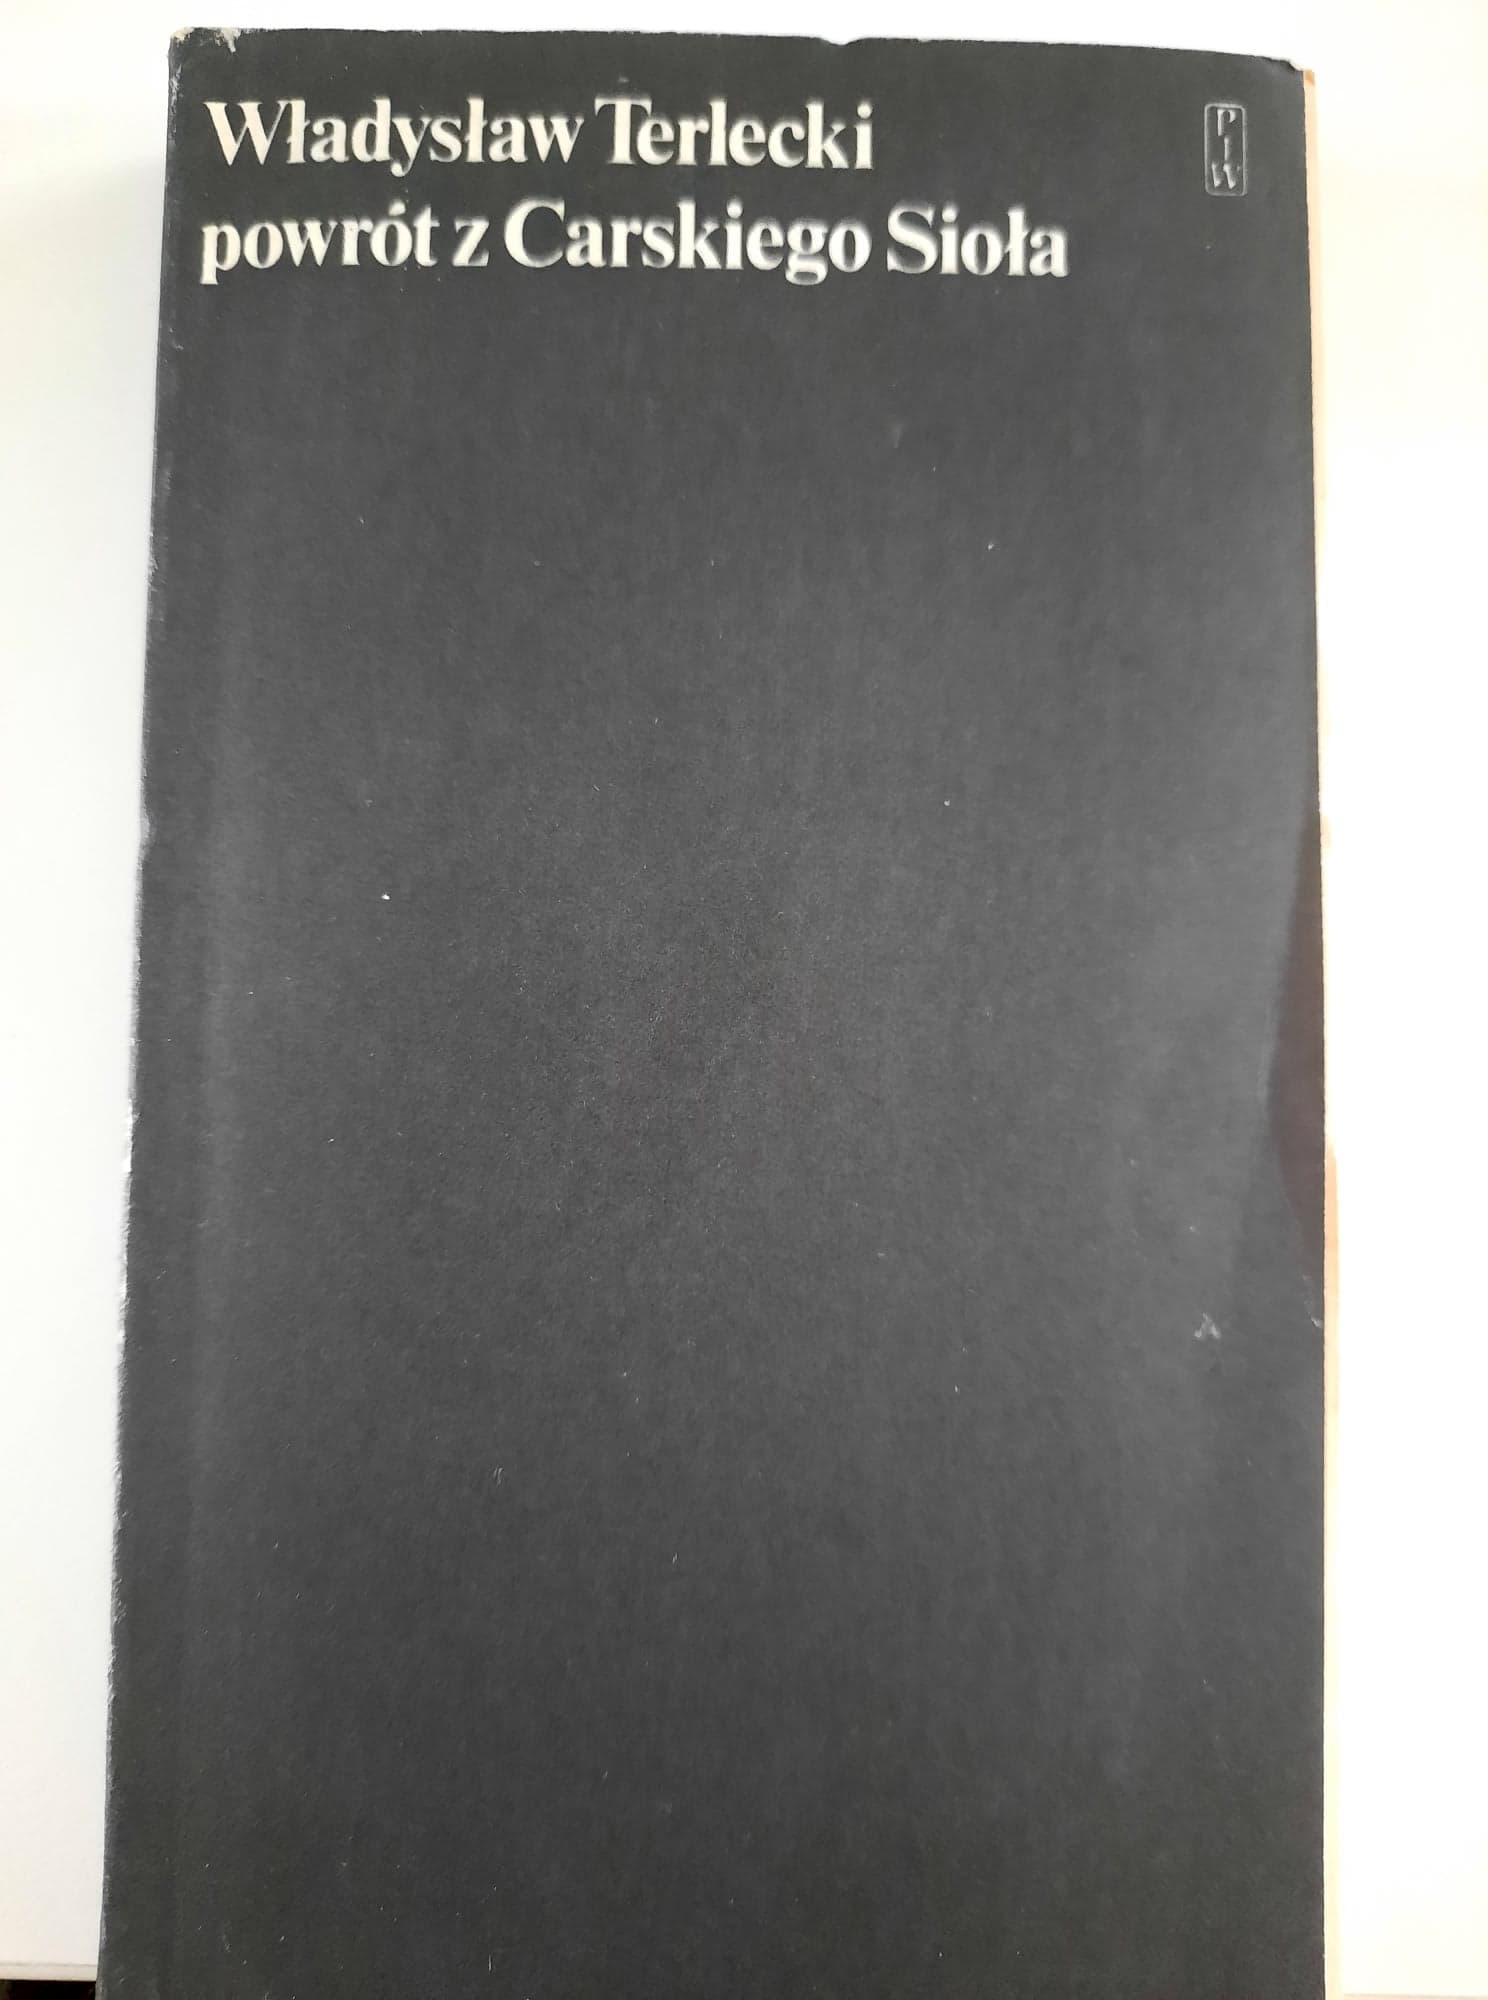 Władysław Terlecki
powrót z Carskiego Sioła
PIW